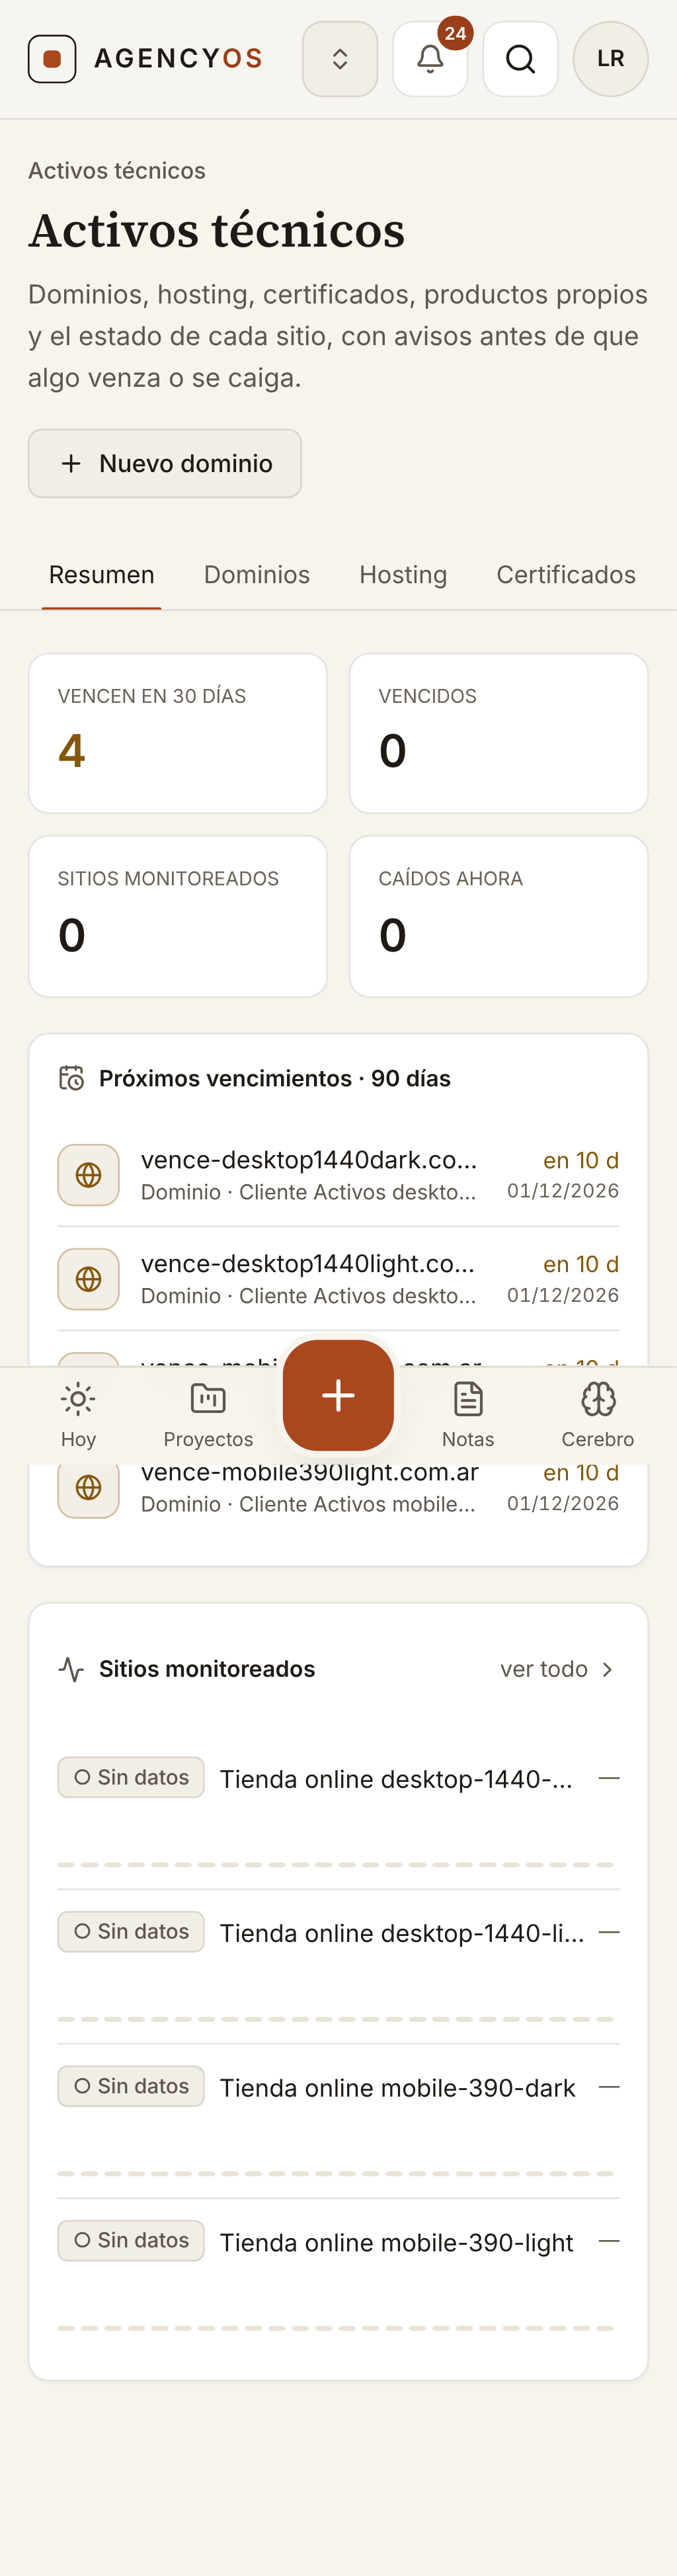 AGENCYOS
24
LR
Activos técnicos
Activos técnicos
Dominios, hosting, certificados, productos propios
y el estado de cada sitio, con avisos antes de que
algo venza o se caiga.
Nuevo dominio
Resumen Dominios Hosting Certificados
VENCEN EN 30 DÍAS
4
VENCIDOS
0
SITIOS MONITOREADOS
0
CAÍDOS AHORA
0
Próximos vencimientos · 90 días
vence-desktop1440dark.co... en 10 d
Dominio · Cliente Activos deskto... 01/12/2026
vence-desktop1440light.co... en 10 d
Dominio · Cliente Activos deskto... 01/12/2026
Hoy Proyectos Notas Cerebro
vence-mobile390light.com.ar en 10 d
Dominio · Cliente Activos mobile... 01/12/2026
Sitios monitoreados ver todo
Sin datos Tienda online desktop-1440-... —
Sin datos Tienda online desktop-1440-li... —
Sin datos Tienda online mobile-390-dark —
Sin datos Tienda online mobile-390-light —